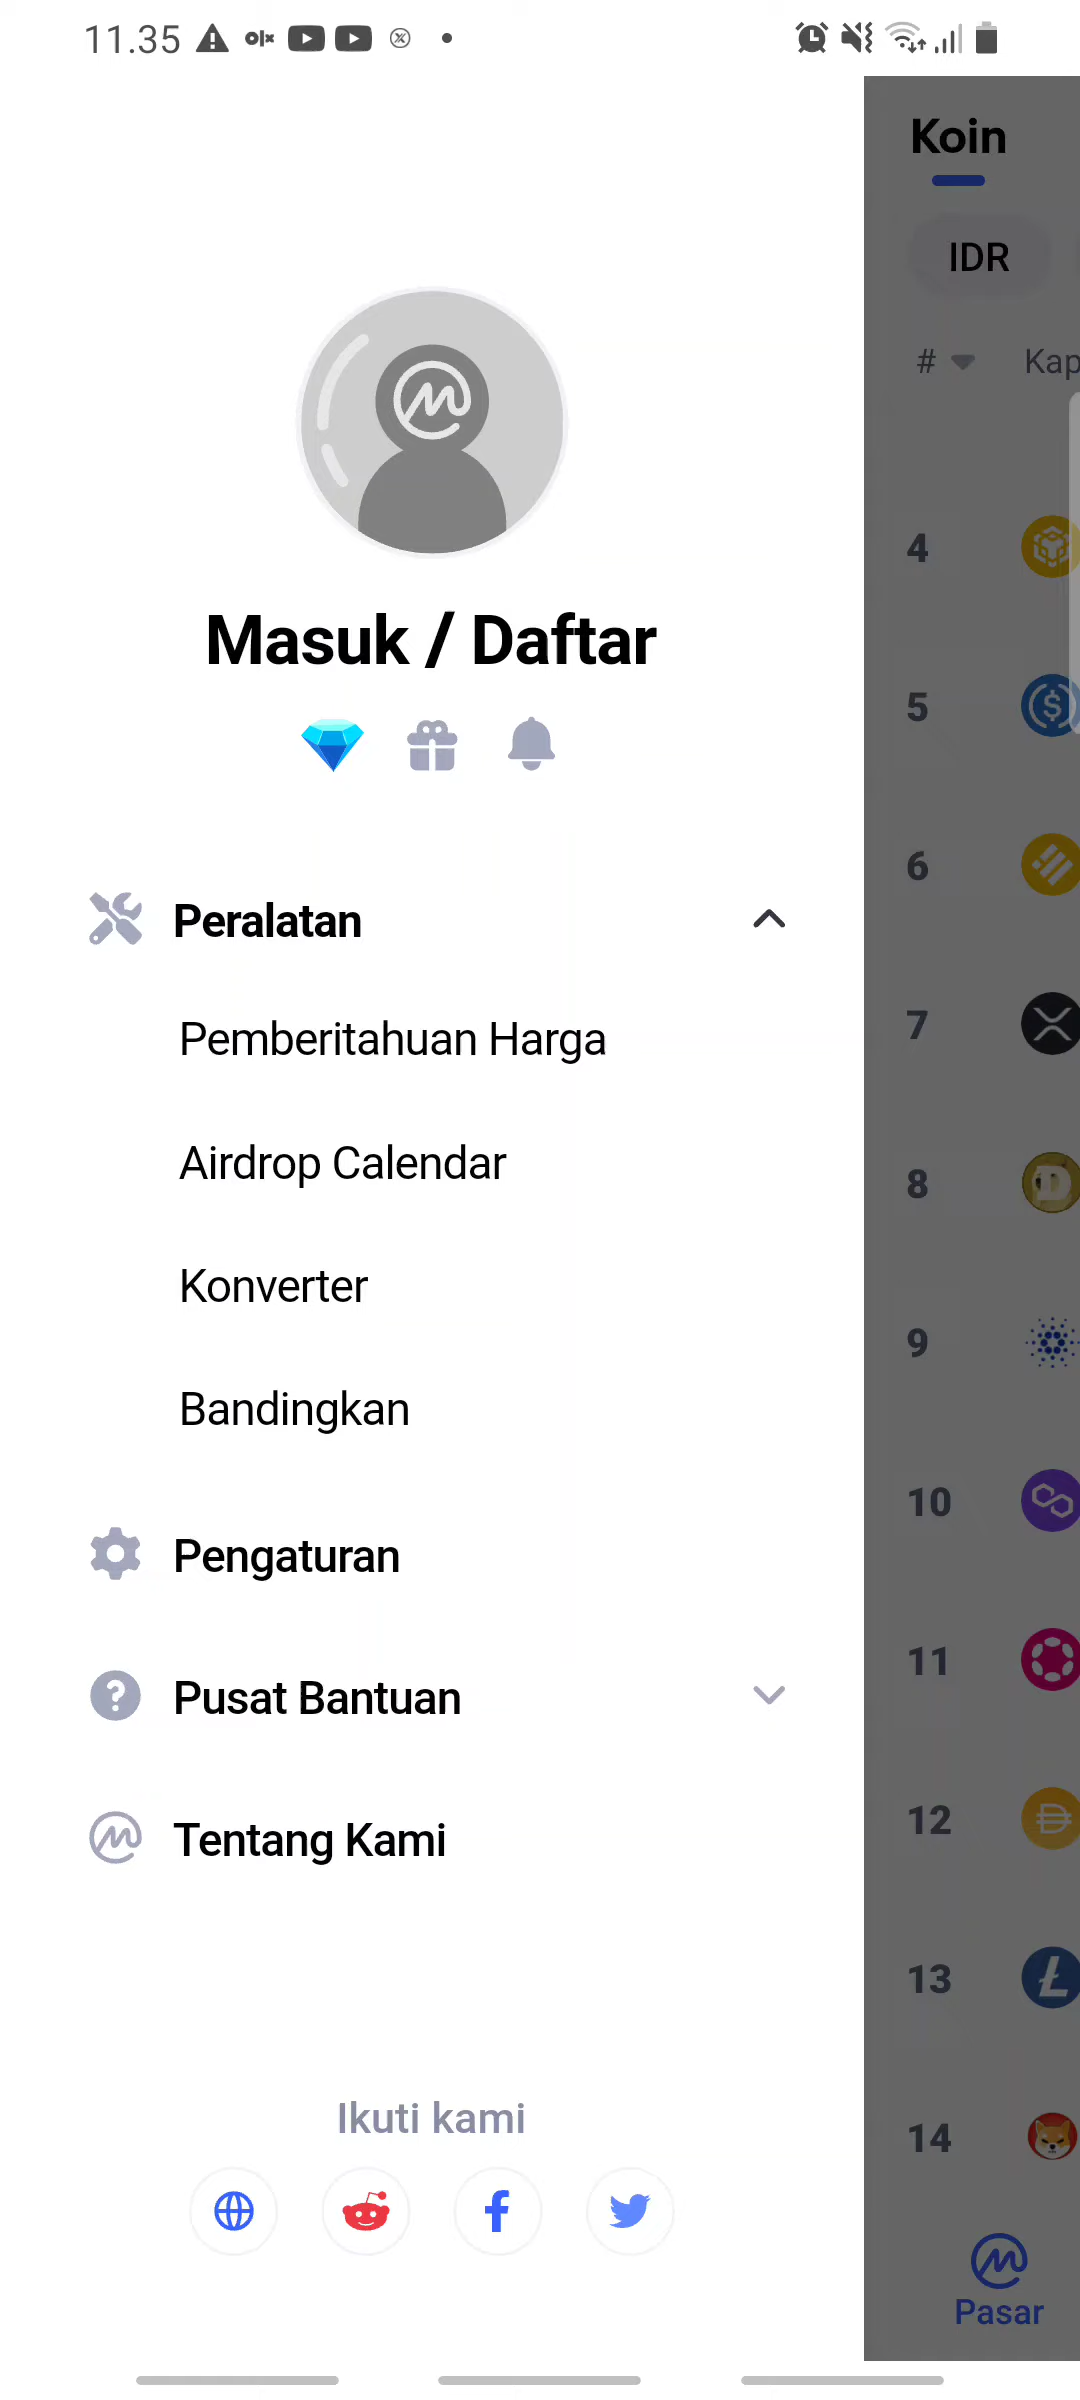 11.35
olx
Koin
IDR
#
Kap
Masuk / Daftar
Peralatan
Pemberitahuan Harga
Airdrop Calendar
Konverter
Bandingkan
Pengaturan
Pusat Bantuan
Tentang Kami
4
5
6
7
8
9
10
11
12
13
14
Ikuti kami
Pasar